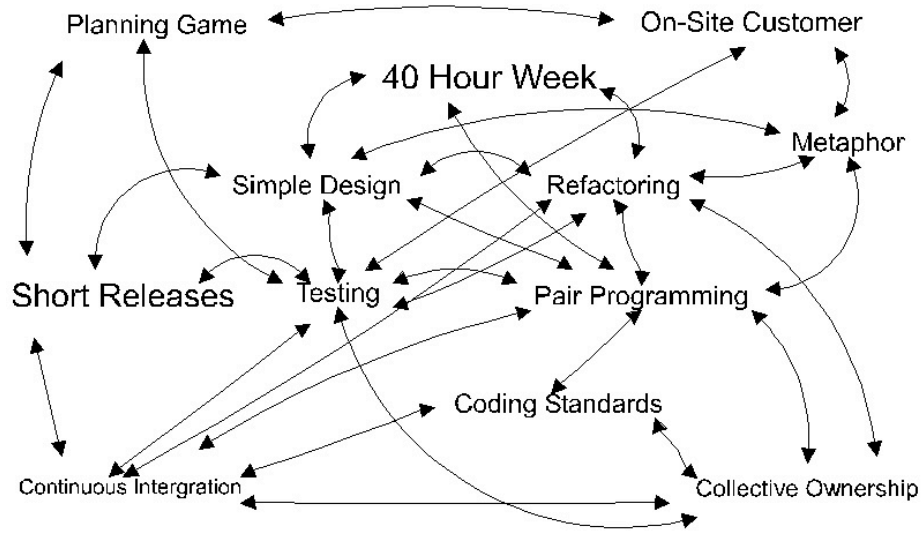 Planning Game
On-Site Customer
40 Hour Week
Metaphor
Simple Design
Refactoring
Short Releases
Testing
Pair Programming
Coding Standards
Continuous Intergration
Collective Ownership